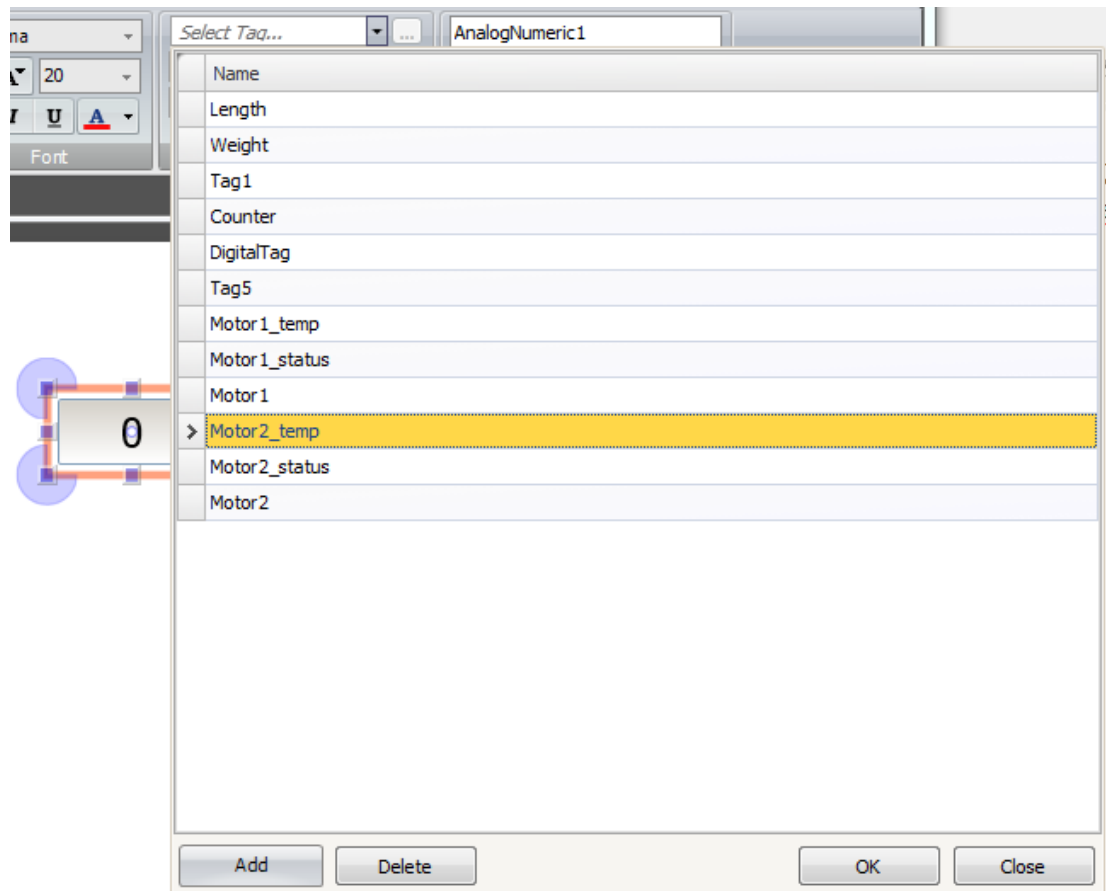 ma
Select Tag...
...
AnalogNumeric1
A
20
I
U
A
Font
Name
Length
Weight
Tag1
Counter
DigitalTag
Tag5
Motor1_temp
Motor1_status
Motor1
0
Motor2_temp
Motor2_status
Motor2
Add
Delete
OK
Close